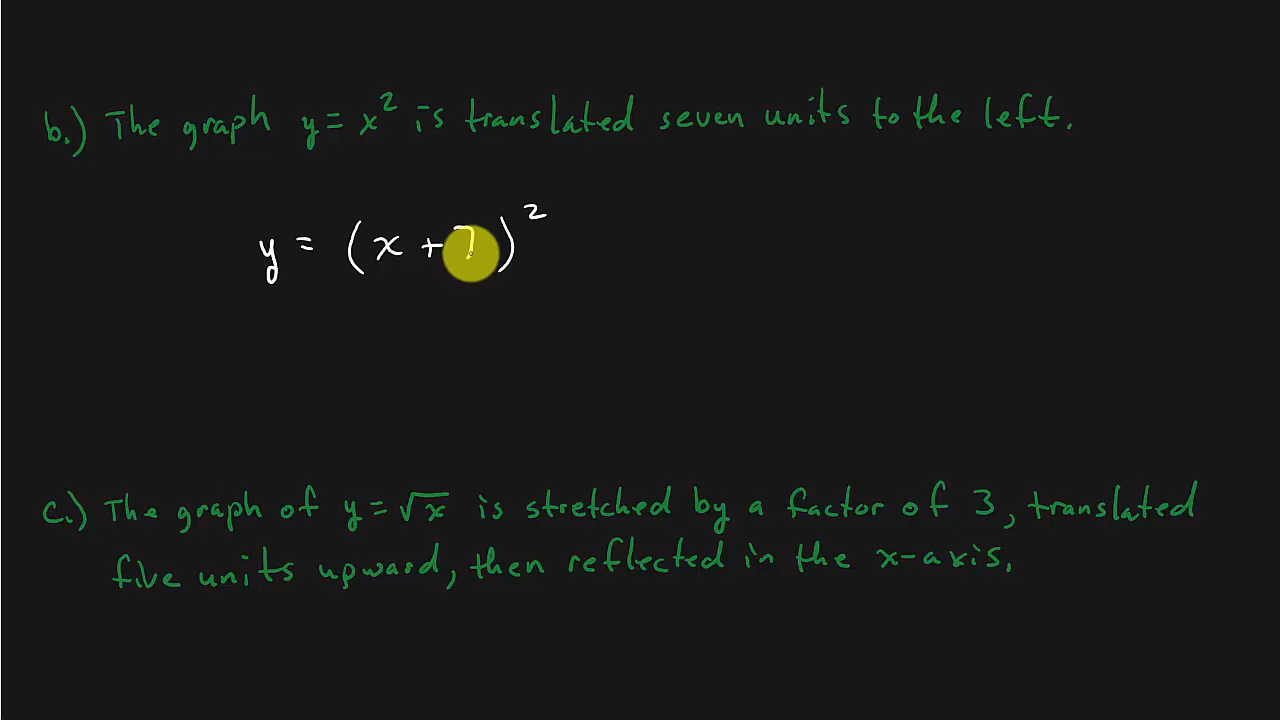 b.) The graph y = x² is translated seven units to the left.
y = (x + 7)²
c.) The graph of y = √x is stretched by a factor of 3, translated
five units upward, then reflected in the x-axis.